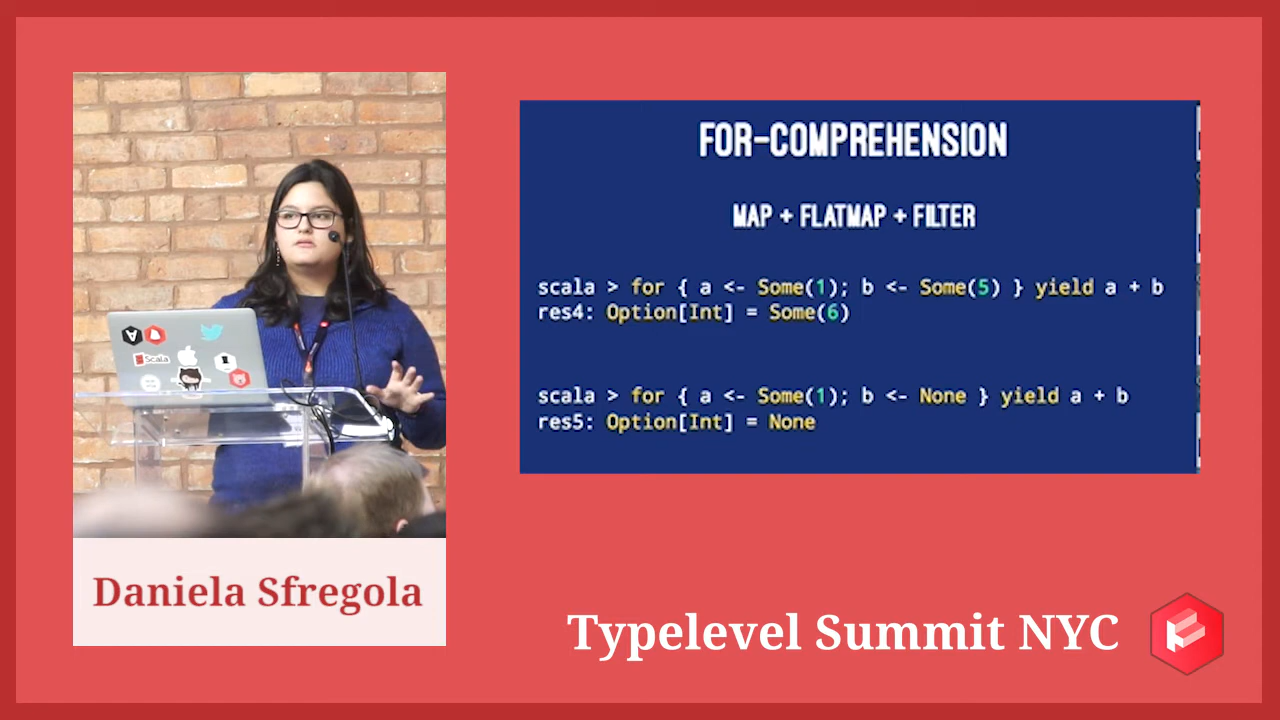 Scala
Daniela Sfregola
FOR-COMPREHENSION
MAP + FLATMAP + FILTER
scala > for { a <- Some(1); b <- Some(5) } yield a + b
res4: Option[Int] = Some(6)
scala > for { a <- Some(1); b <- None } yield a + b
res5: Option[Int] = None
Typelevel Summit NYC